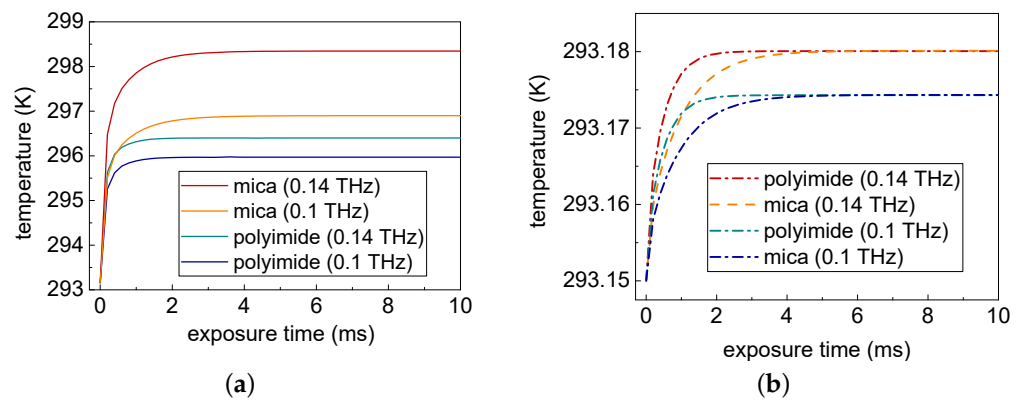 299
298
297
296
295
294
293
temperature (K)
mica (0.14 THz)
mica (0.1 THz)
polyimide (0.14 THz)
polyimide (0.1 THz)
0 2 4 6 8 10
exposure time (ms)
(a)
293.18
293.17
293.16
293.15
temperature (K)
polyimide (0.14 THz)
mica (0.14 THz)
polyimide (0.1 THz)
mica (0.1 THz)
0 2 4 6 8 10
exposure time (ms)
(b)